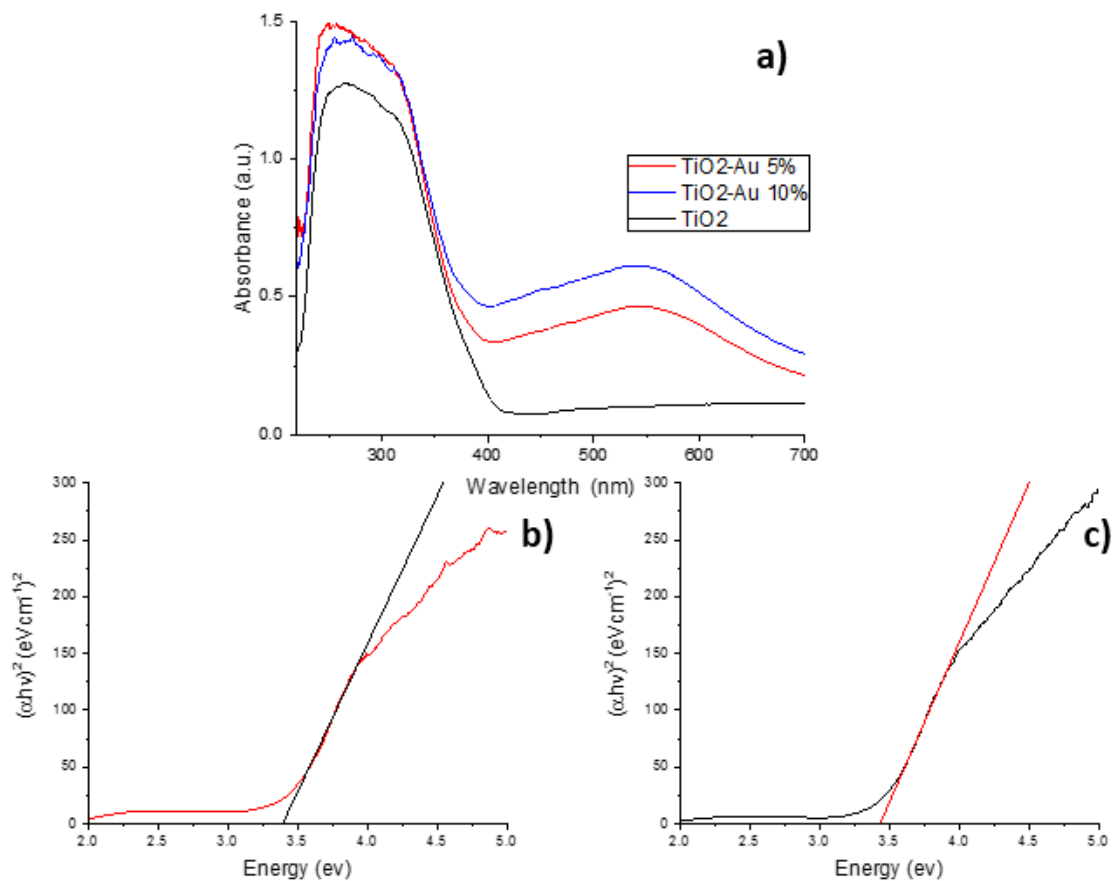 a)
1.5
1.0
0.5
0.0
Absorbance (a.u.)
TiO2-Au 5%
TiO2-Au 10%
TiO2
300 400 500 600 700
Wavelength (nm)
b)
300
250
200
150
100
50
0
(αhν)² (eVcm⁻¹)²
2.0 2.5 3.0 3.5 4.0 4.5 5.0
Energy (ev)
c)
300
250
200
150
100
50
0
(αhν)² (eVcm⁻¹)²
2.0 2.5 3.0 3.5 4.0 4.5 5.0
Energy (ev)